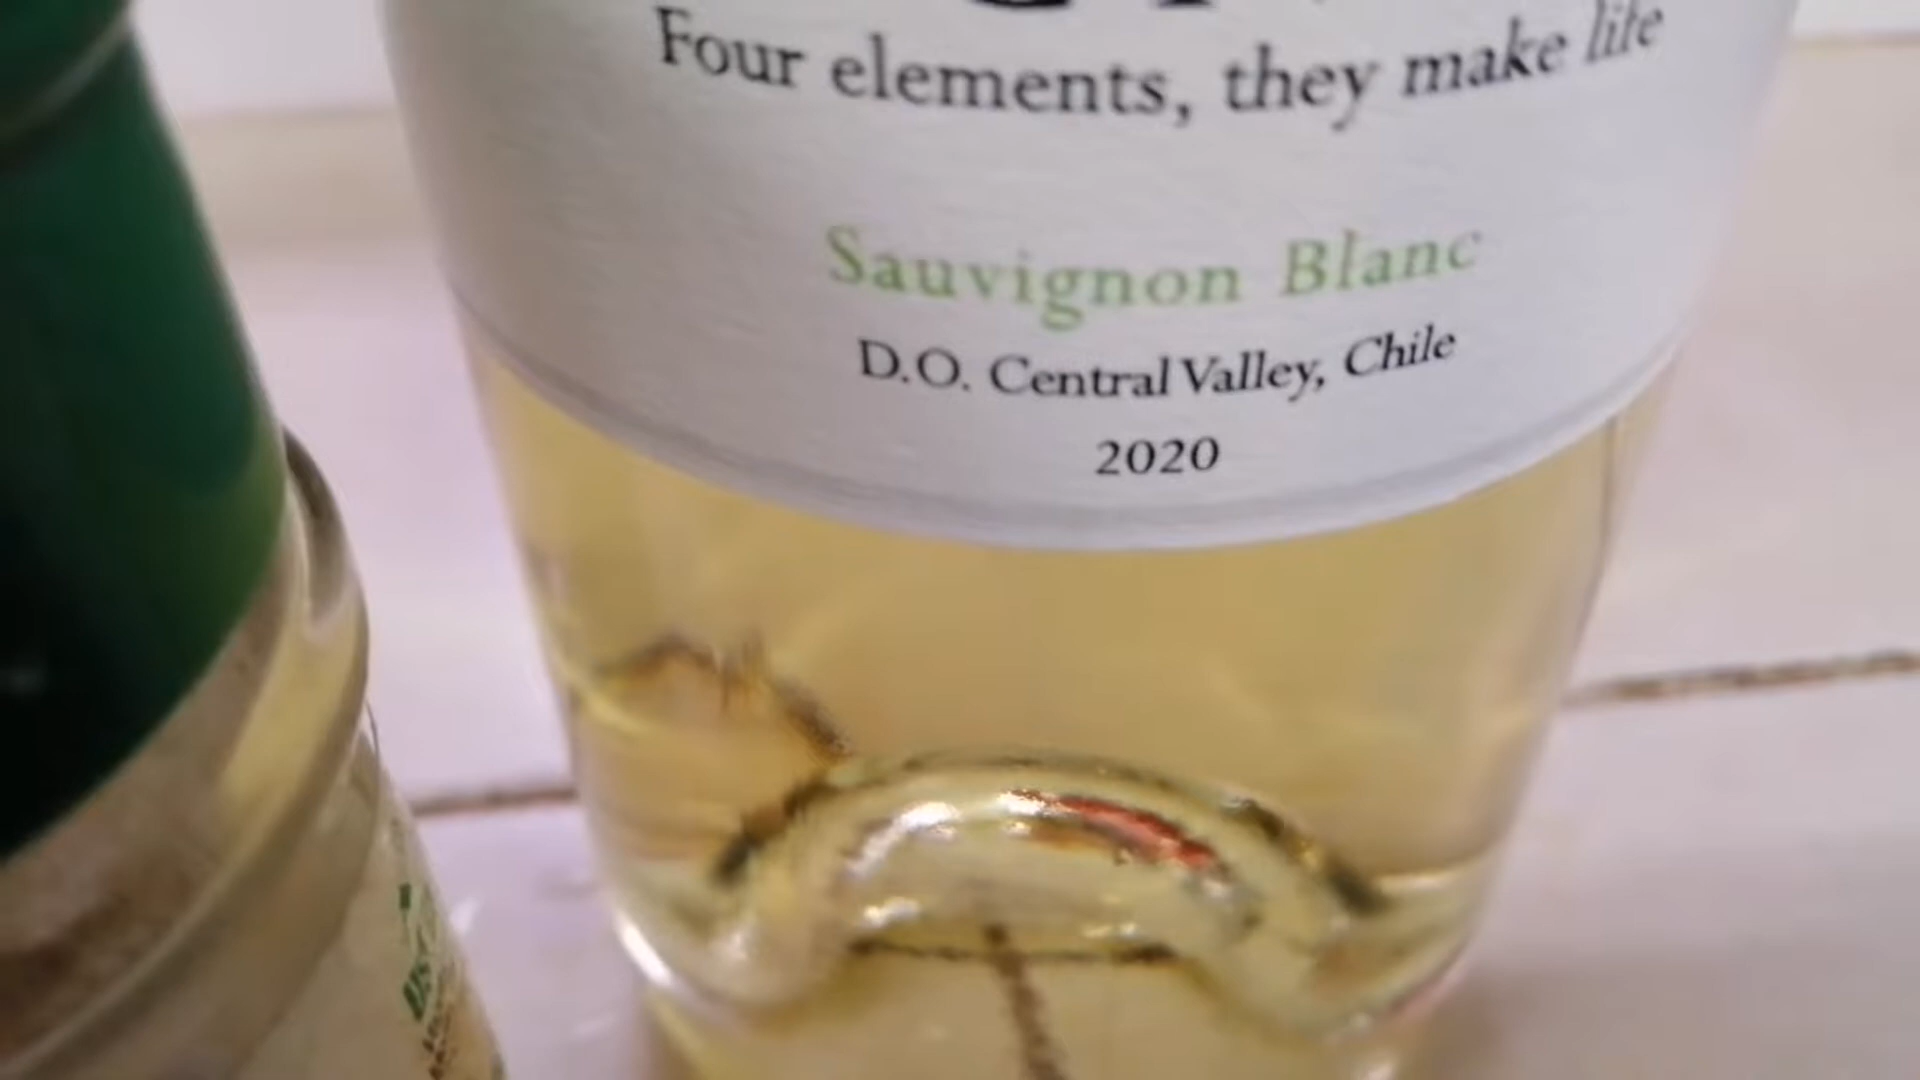 Four elements, they make life
Sauvignon Blanc
D.O. Central Valley, Chile
2020